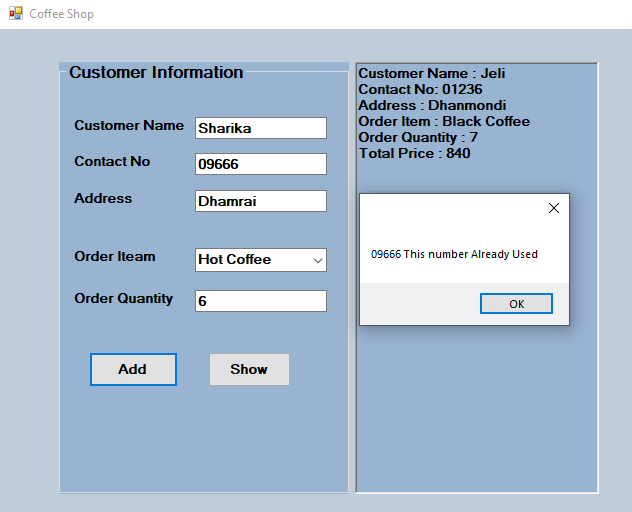 Coffee Shop
Customer Information
Customer Name Sharika
Contact No 09666
Address Dhamrai
Order Iteam Hot Coffee
Order Quantity 6
Add Show
Customer Name : Jeli
Contact No: 01236
Address : Dhanmondi
Order Item : Black Coffee
Order Quantity : 7
Total Price : 840
09666 This number Already Used
OK